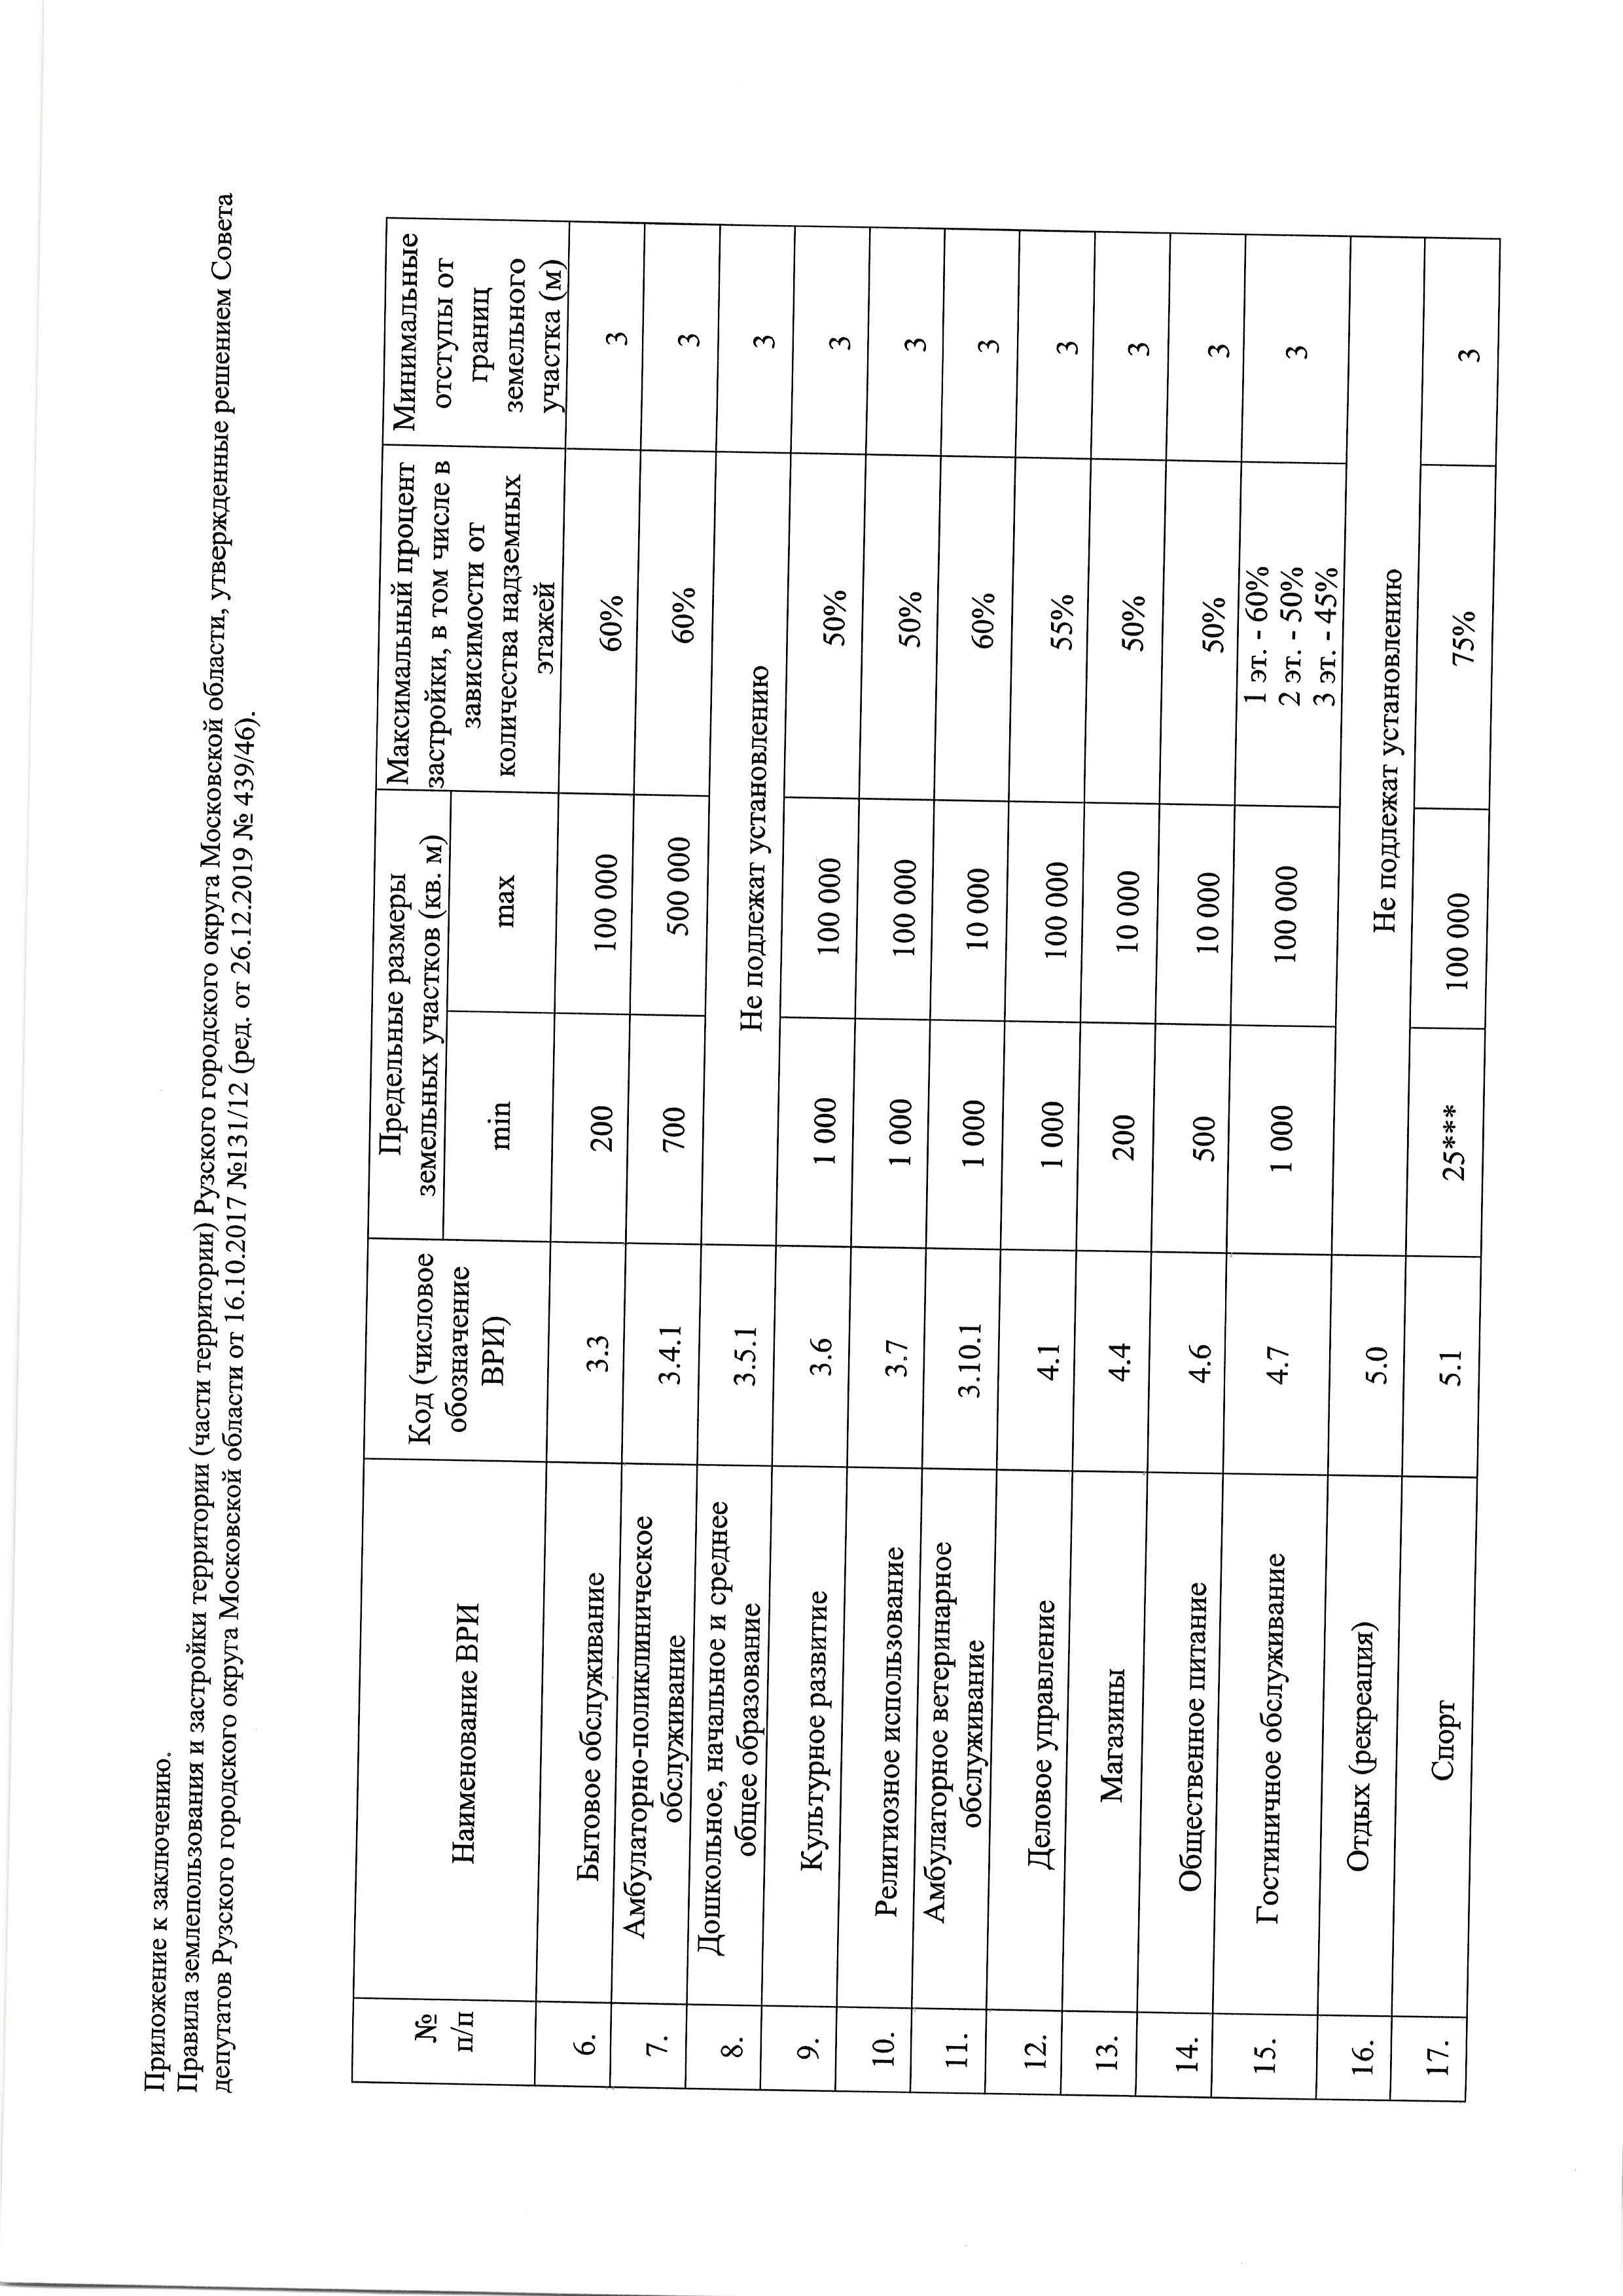 Приложение к заключению.
Правила землепользования и застройки территории (части территории) Рузского городского округа Московской области, утвержденные решением Совета
депутатов Рузского городского округа Московской области от 16.10.2017 №131/12 (ред. от 26.12.2019 № 439/46).
№
п/п
Наименование ВРИ
Код (числовое
обозначение
ВРИ)
Предельные размеры
земельных участков (кв. м)
min
max
Максимальный процент
застройки, в том числе в
зависимости от
количества надземных
этажей
Минимальные
отступы от
границ
земельного
участка (м)
6. Бытовое обслуживание 3.3 200 100 000 60% 3
7. Амбулаторно-поликлиническое
обслуживание 3.4.1 700 500 000 60% 3
8. Дошкольное, начальное и среднее
общее образование 3.5.1 Не подлежат установлению 3
9. Культурное развитие 3.6 1 000 100 000 50% 3
10. Религиозное использование 3.7 1 000 100 000 50% 3
11. Амбулаторное ветеринарное
обслуживание 3.10.1 1 000 10 000 60% 3
12. Деловое управление 4.1 1 000 100 000 55% 3
13. Магазины 4.4 200 10 000 50% 3
14. Общественное питание 4.6 500 10 000 50% 3
15. Гостиничное обслуживание 4.7 1 000 100 000 1 эт. - 60%
2 эт. - 50%
3 эт. - 45% 3
16. Отдых (рекреация) 5.0 Не подлежат установлению
17. Спорт 5.1 25*** 100 000 75% 3